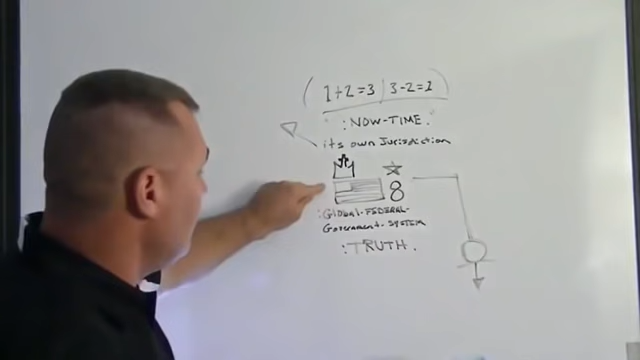 (1+2=3)3-2=1)
:NOW-TIME.
its own Jurisdiction
8
:GLObAL-FEDERAL-
Government-SYSTEM
:TRUTH.